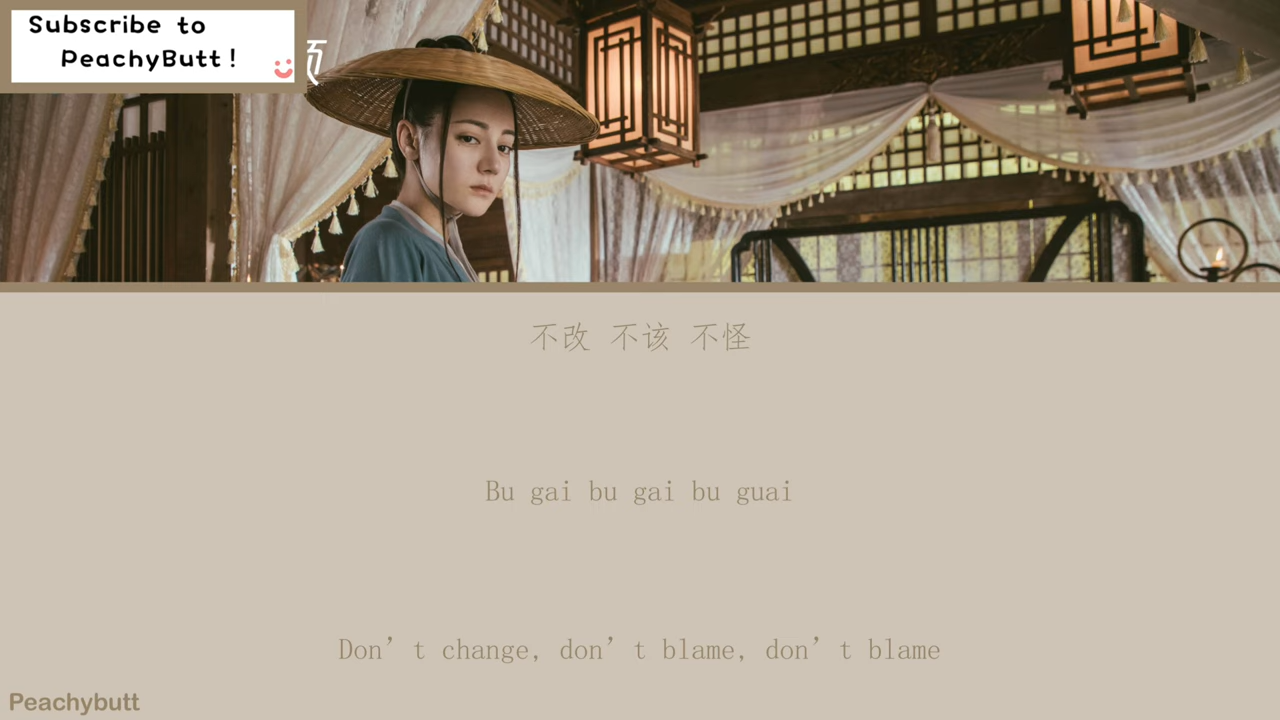 Subscribe to
PeachyButt!
不改 不该 不怪
Bu gai bu gai bu guai
Don't change, don't blame, don't blame
Peachybutt